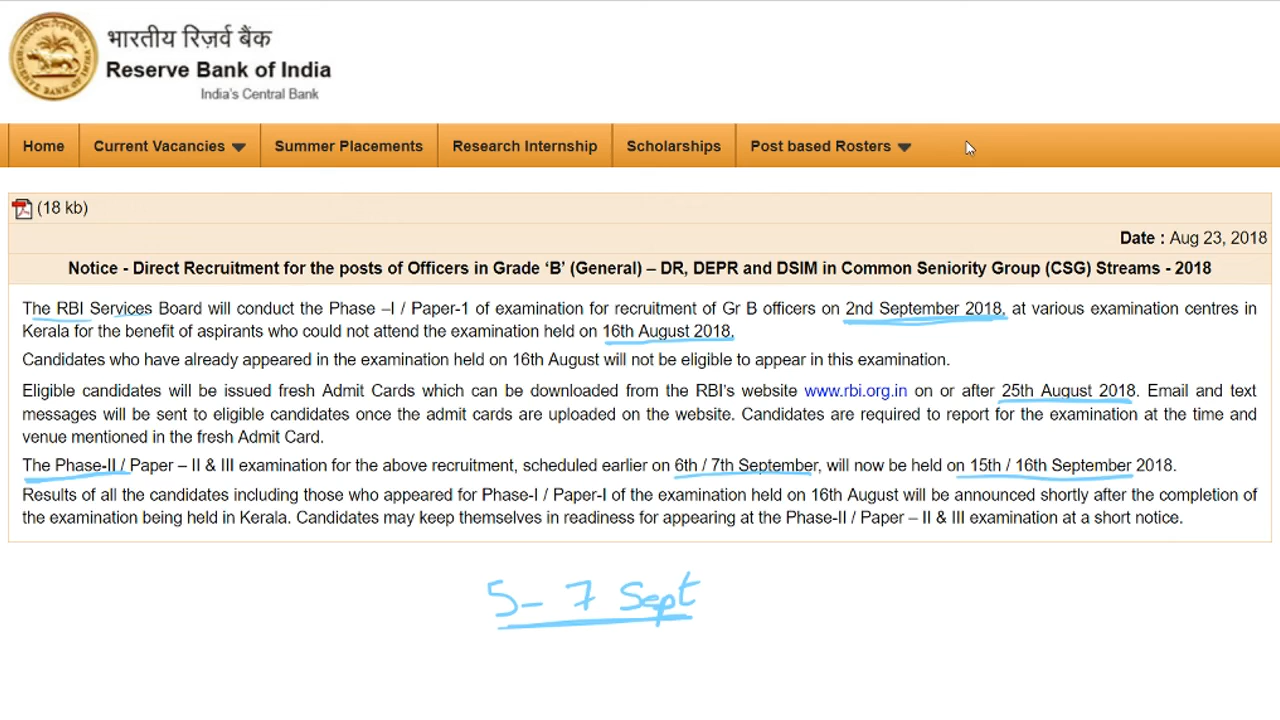 भारतीय रिज़र्व बैंक
Reserve Bank of India
India's Central Bank
Home Current Vacancies Summer Placements Research Internship Scholarships Post based Rosters
(18 kb)
Date : Aug 23, 2018
Notice - Direct Recruitment for the posts of Officers in Grade ‘B’ (General) – DR, DEPR and DSIM in Common Seniority Group (CSG) Streams - 2018
The RBI Services Board will conduct the Phase –I / Paper-1 of examination for recruitment of Gr B officers on 2nd September 2018, at various examination centres in
Kerala for the benefit of aspirants who could not attend the examination held on 16th August 2018.
Candidates who have already appeared in the examination held on 16th August will not be eligible to appear in this examination.
Eligible candidates will be issued fresh Admit Cards which can be downloaded from the RBI's website www.rbi.org.in on or after 25th August 2018. Email and text
messages will be sent to eligible candidates once the admit cards are uploaded on the website. Candidates are required to report for the examination at the time and
venue mentioned in the fresh Admit Card.
The Phase-II / Paper – II & III examination for the above recruitment, scheduled earlier on 6th / 7th September, will now be held on 15th / 16th September 2018.
Results of all the candidates including those who appeared for Phase-I / Paper-I of the examination held on 16th August will be announced shortly after the completion of
the examination being held in Kerala. Candidates may keep themselves in readiness for appearing at the Phase-II / Paper – II & III examination at a short notice.
5- 7 Sept